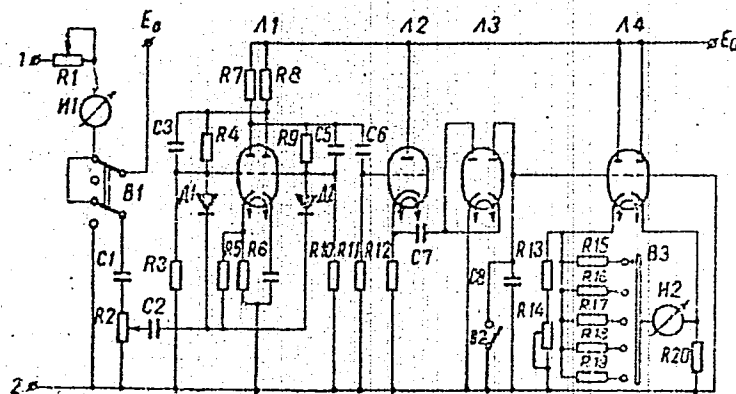 Л1 Л2 Л3 Л4
Eа
Eа
1
R1
R7 R8
И1
C3 R4 R9 C5 C6
В1
Д1 Д2
C7
C1
R3 R5 R6 R10 R11 R12
R13 R15 В3
C8
R16
R2 C2
R14 R17 И2
В2 R18
R19 R20
2